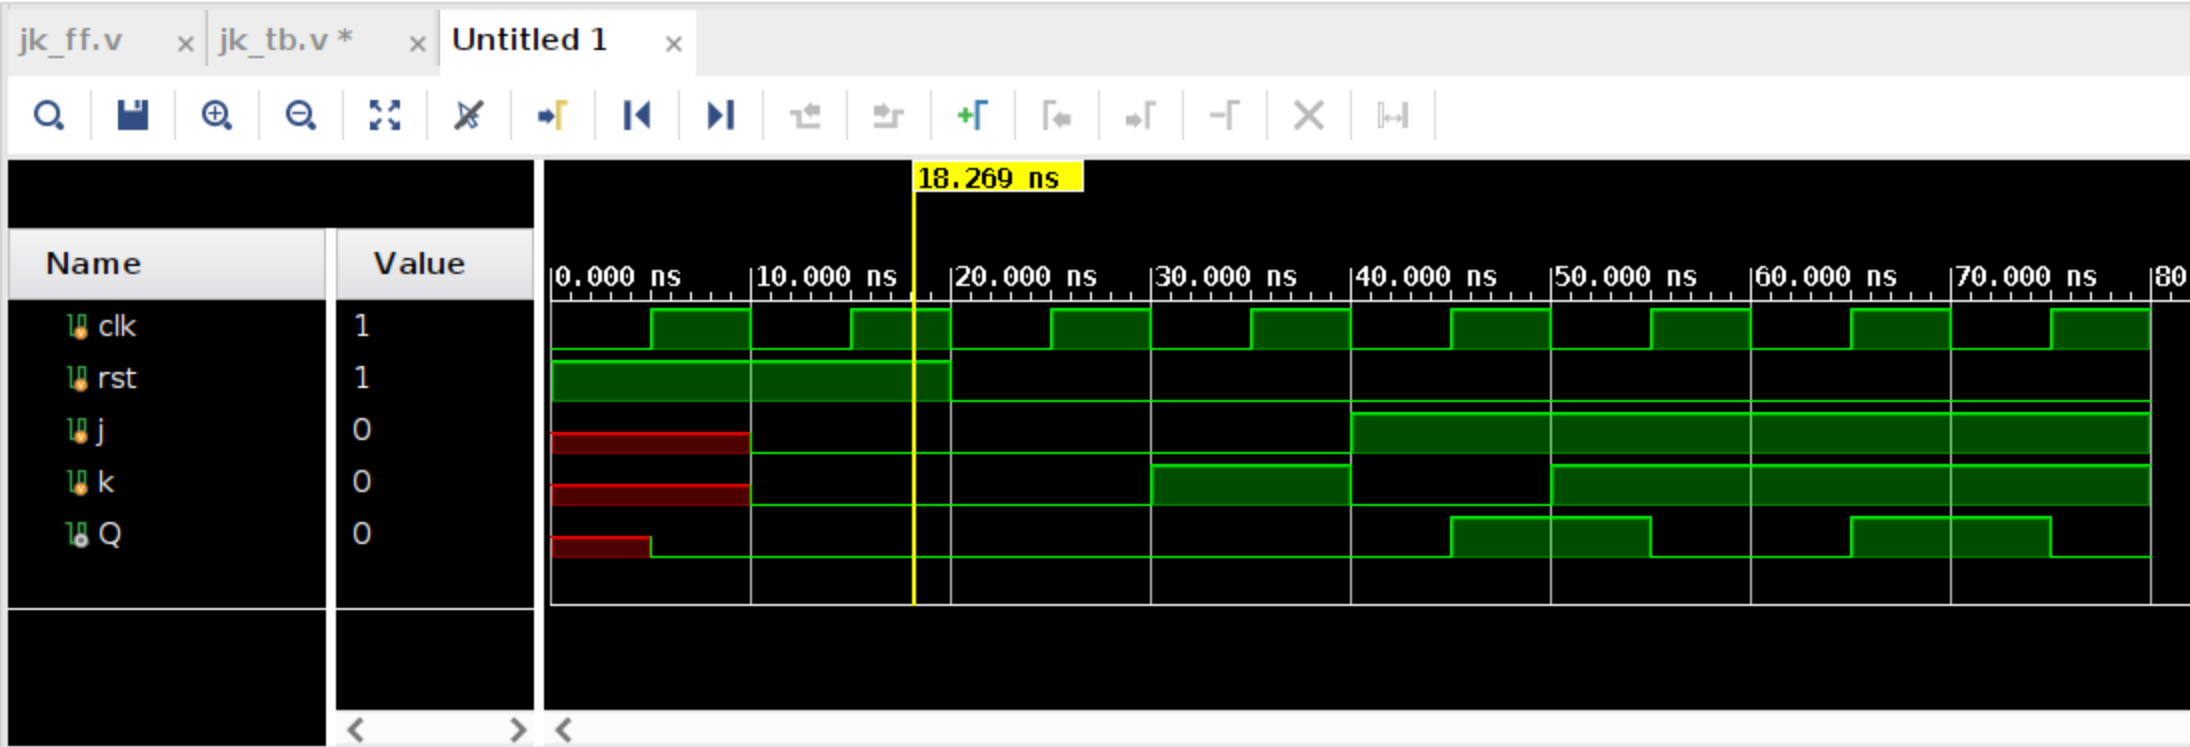 jk_ff.v × jk_tb.v * × Untitled 1 ×
18.269 ns
Name Value 0.000 ns 10.000 ns 20.000 ns 30.000 ns 40.000 ns 50.000 ns 60.000 ns 70.000 ns 80
clk 1
rst 1
j 0
k 0
Q 0